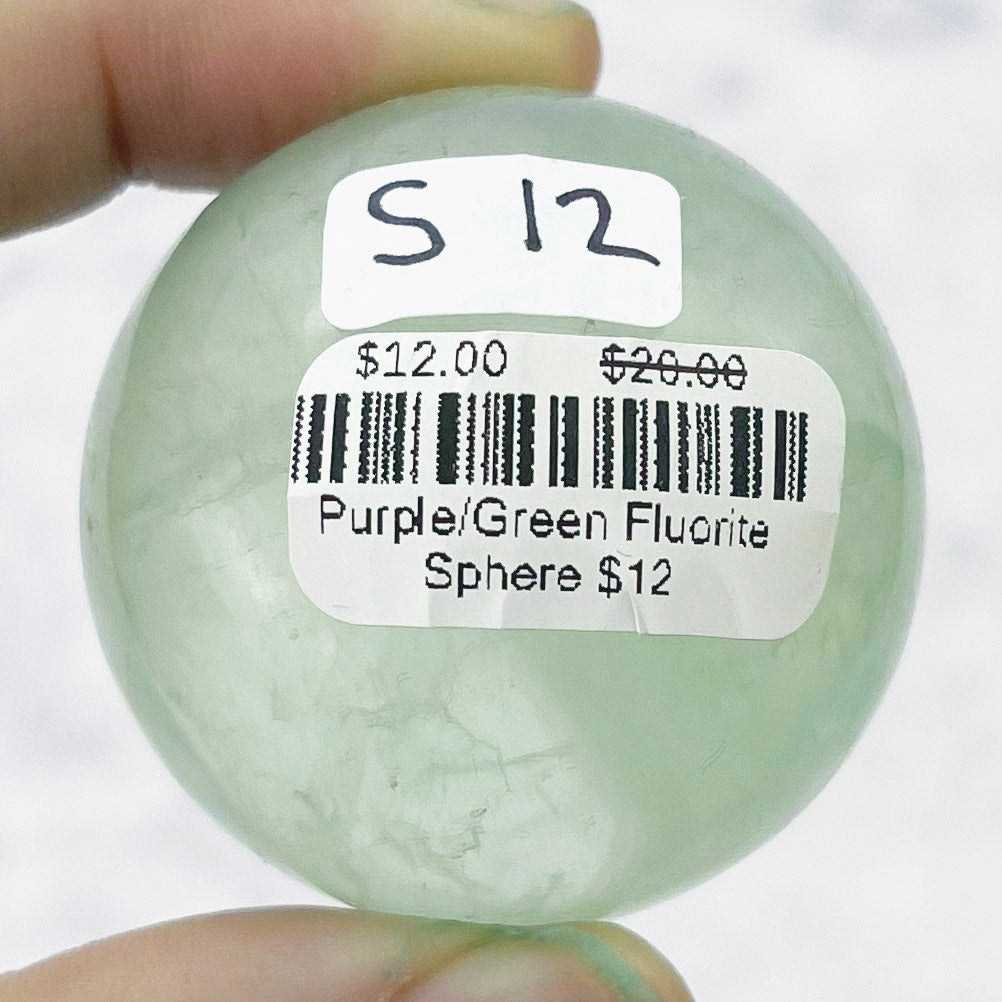 S 12
$12.00 $20.00
Purple/Green Fluorite
Sphere $12